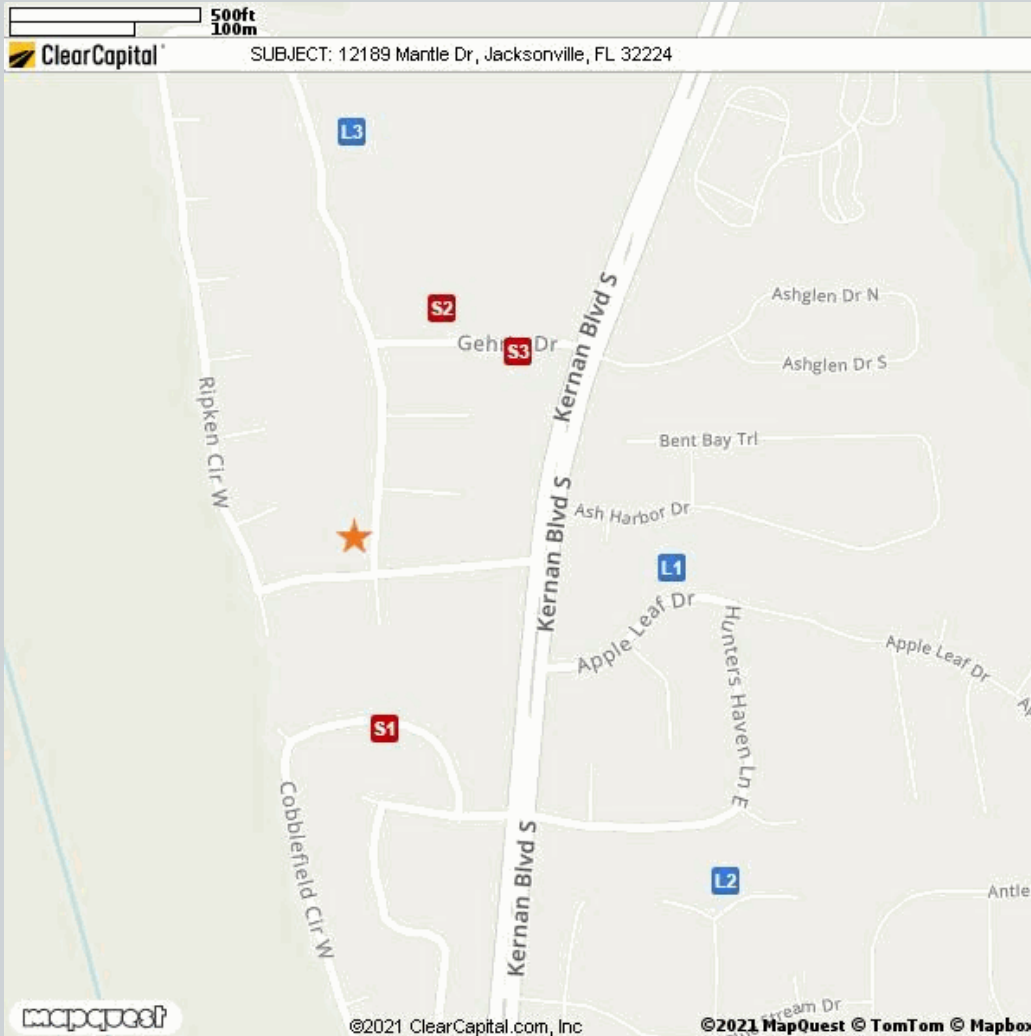 500ft
100m
ClearCapital
SUBJECT: 12189 Mantle Dr, Jacksonville, FL 32224
L3
S2
Gehr
S3
Dr
Kernan Blvd S
Ashglen Dr N
Ashglen Dr S
Ripken Cir W
Bent Bay Trl
Kernan Blvd S
Ash Harbor Dr
L1
Apple Leaf Dr
Hunters Haven Ln E
Apple Leaf Dr
S1
Cobblefield Cir W
Kernan Blvd S
L2
Antle
Stream Dr
mapquest
©2021 ClearCapital.com, Inc
©2021 MapQuest © TomTom © Mapbox